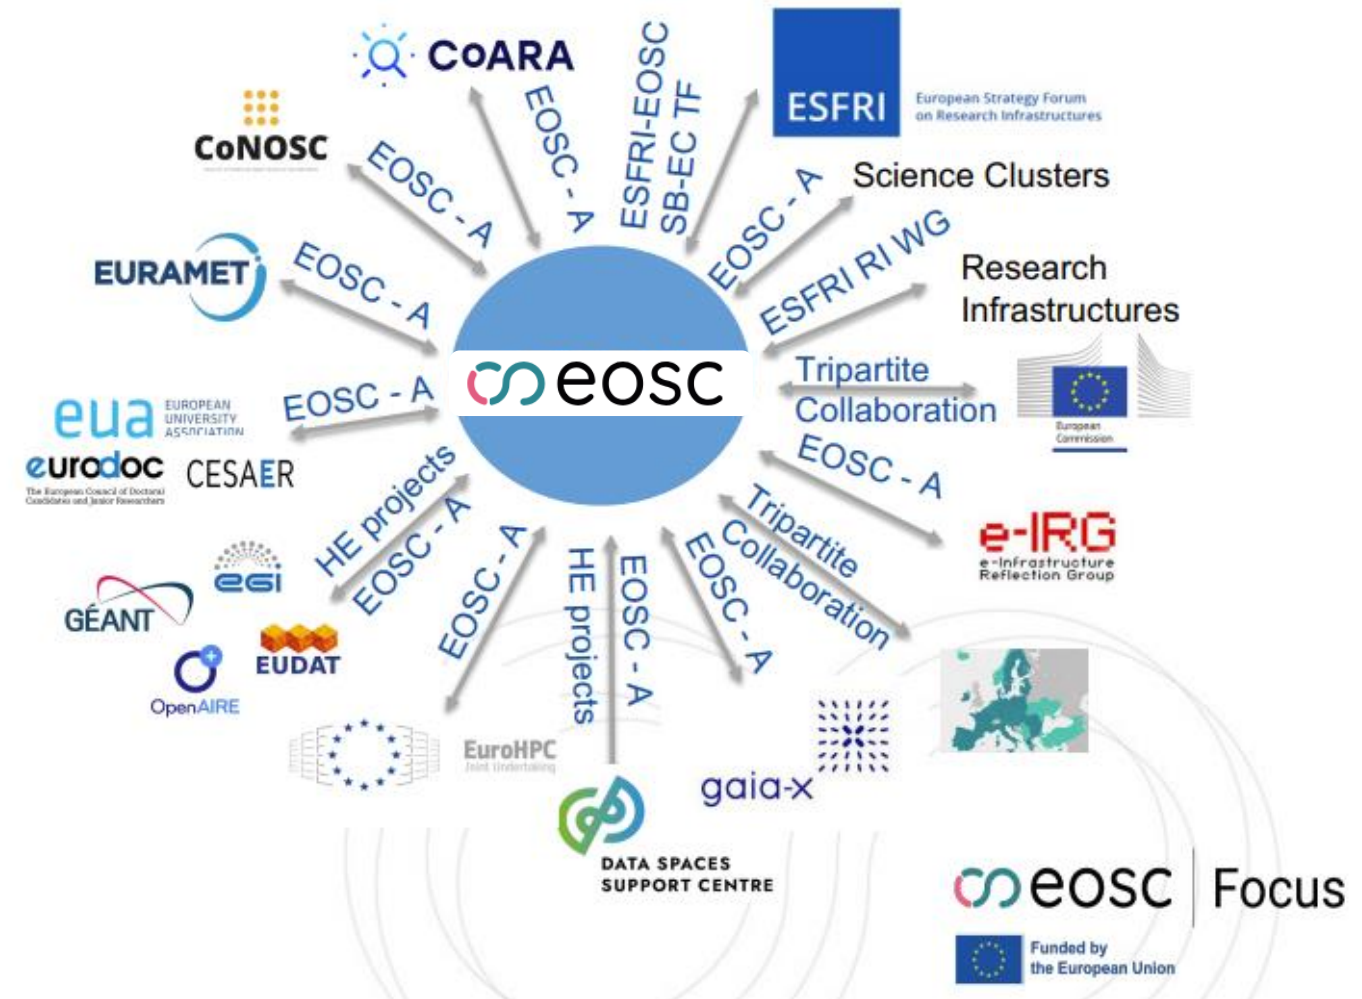 CoARA
EOSC - A
ESFRI-EOSC
SB-EC TF
ESFRI
European Strategy Forum
on Research Infrastructures
CoNOSC
EOSC - A
EOSC - A
Science Clusters
ESFRI RI WG
Research
Infrastructures
EURAMET
EOSC - A
eosc
Tripartite
Collaboration
European
Commission
eua
EUROPEAN
UNIVERSITY
ASSOCIATION
EOSC - A
eurodoc
The European Council of Doctoral
Candidates and Junior Researchers
CESAER
EOSC - A
e-IRG
e-Infrastructure
Reflection Group
HE projects
EOSC - A
EOSC - A
HE projects
EOSC - A
EOSC - A
Tripartite
Collaboration
egi
GÉANT
EUDAT
OpenAIRE
EuroHPC
Joint Undertaking
gaia-x
DATA SPACES
SUPPORT CENTRE
eosc | Focus
Funded by
the European Union